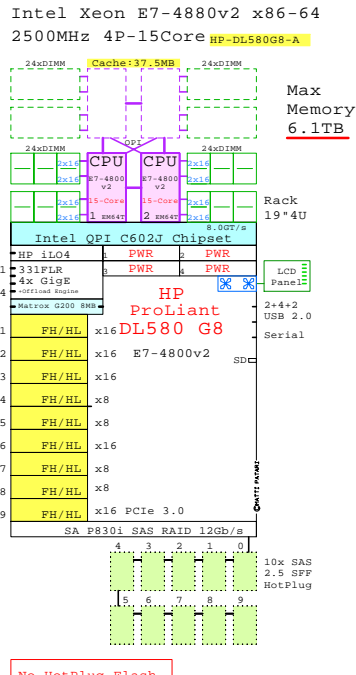 Intel Xeon E7-4880v2 x86-64
2500MHz 4P-15Core HP-DL580G8-A
24xDIMM Cache:37.5MB 24xDIMM
Max
Memory
6.1TB
QPI
24xDIMM 24xDIMM
CPU CPU
2x16 2x16
E7-4800 E7-4800
v2 v2
2x16 2x16
2x16 15-Core 15-Core 2x16
2x16 1 EM64T 2 EM64T 2x16
Rack
19"4U
8.0GT/s
Intel QPI C602J Chipset
HP iLO4 1 PWR 2 PWR
1 331FLR 3 PWR 4 PWR
4x GigE
+Offload Engine
4
Matrox G200 8MB
LCD
Panel
HP
ProLiant
DL580 G8
E7-4800v2
2+4+2
USB 2.0
Serial
SD
1 FH/HL x16
2 FH/HL x16
3 FH/HL x16
4 FH/HL x8
5 FH/HL x8
6 FH/HL x16
7 FH/HL x8
8 FH/HL x8
9 FH/HL x16 PCIe 3.0
©MATTI PATARI
SA P830i SAS RAID 12Gb/s
4 3 2 1 0
10x SAS
2.5 SFF
HotPlug
5 6 7 8 9